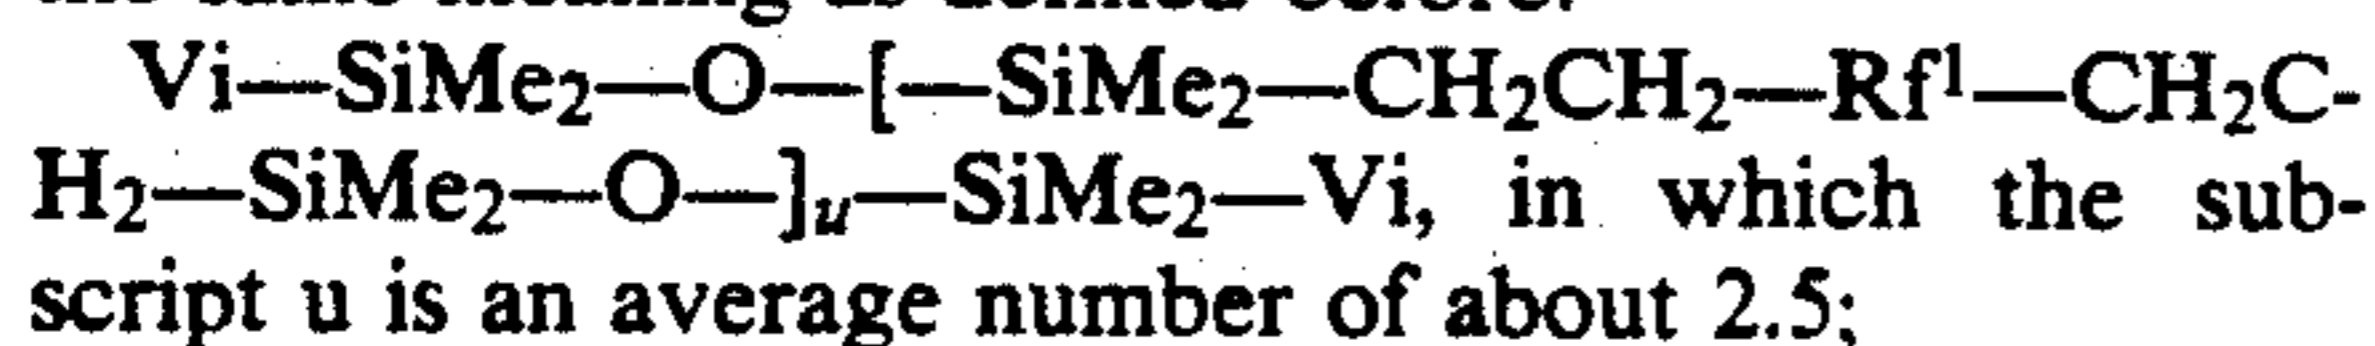 Vi—SiMe₂—O—[—SiMe₂—CH₂CH₂—Rf¹—CH₂C-
H₂—SiMe₂—O—]ᵤ—SiMe₂—Vi, in which the sub-
script u is an average number of about 2.5;